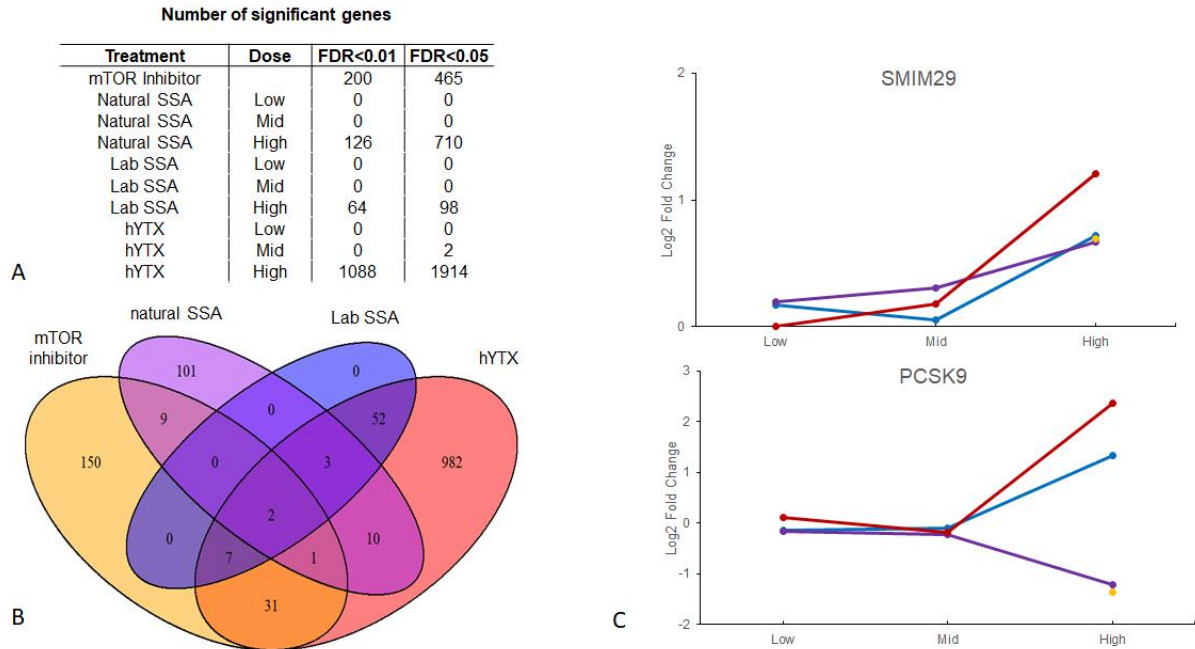 Number of significant genes
Treatment Dose FDR<0.01 FDR<0.05
mTOR Inhibitor 200 465
Natural SSA Low 0 0
Natural SSA Mid 0 0
Natural SSA High 126 710
Lab SSA Low 0 0
Lab SSA Mid 0 0
Lab SSA High 64 98
hYTX Low 0 0
hYTX Mid 0 2
hYTX High 1088 1914
A
natural SSA
Lab SSA
mTOR
inhibitor
hYTX
101
0
9
0
52
150
0
3
982
2
0
7
1
10
31
B
SMIM29
2
1
0
Log2 Fold Change
Low Mid High
PCSK9
3
2
1
0
-1
-2
Log2 Fold Change
Low Mid High
C